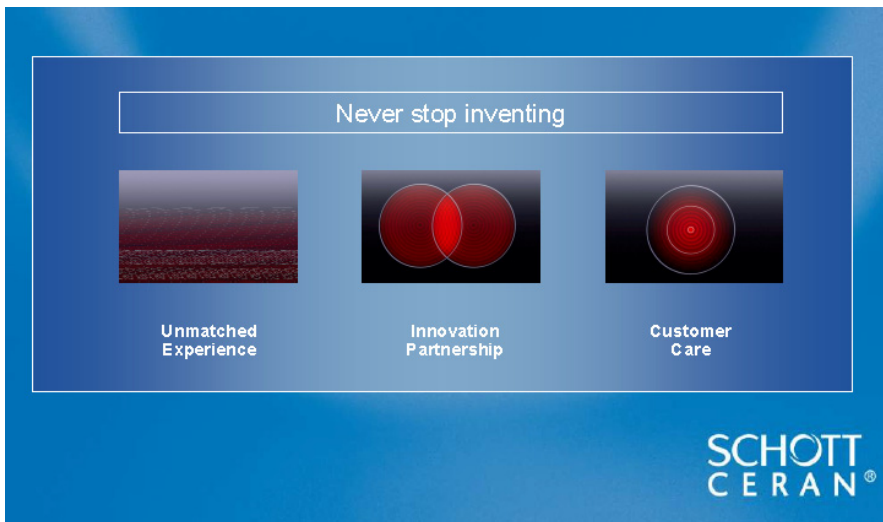 Never stop inventing
Unmatched
Experience
Innovation
Partnership
Customer
Care
SCHOTT
CERAN®